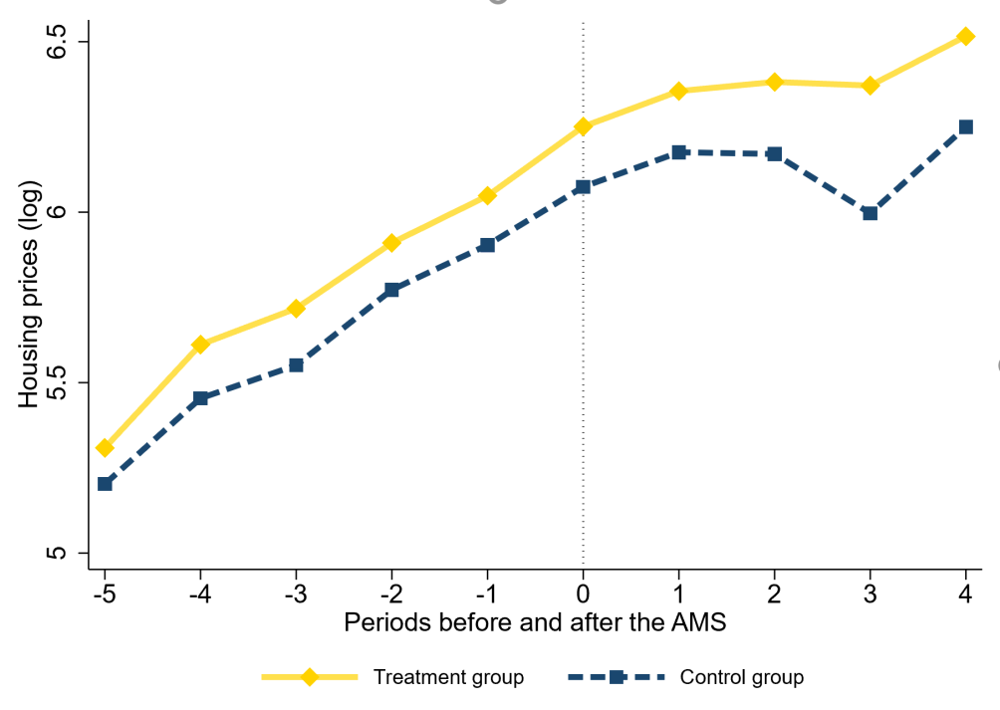 6.5
6
5.5
5
Housing prices (log)
-5 -4 -3 -2 -1 0 1 2 3 4
Periods before and after the AMS
Treatment group Control group